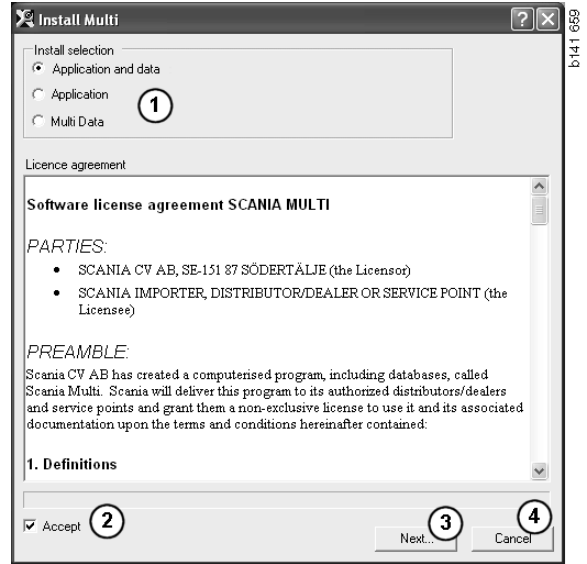 Install Multi
b141 659
Install selection
Application and data
Application
1
Multi Data
Licence agreement
Software license agreement SCANIA MULTI
PARTIES:
• SCANIA CV AB, SE-151 87 SÖDERTÄLJE (the Licensor)
• SCANIA IMPORTER, DISTRIBUTOR/DEALER OR SERVICE POINT (the
Licensee)
PREAMBLE:
Scania CV AB has created a computerised program, including databases, called
Scania Multi. Scania will deliver this program to its authorized distributors/dealers
and service points and grant them a non-exclusive license to use it and its associated
documentation upon the terms and conditions hereinafter contained:
1. Definitions
Accept
2
Next...
3
Cancel
4